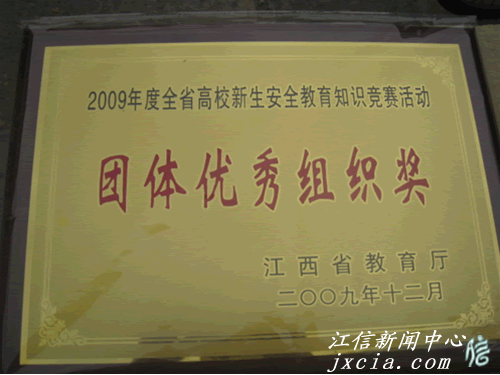 2009年度全省高校新生安全教育知识竞赛活动
团体优秀组织奖
江西省教育厅
二〇〇九年十二月
江信新闻中心
jxcia.com
信